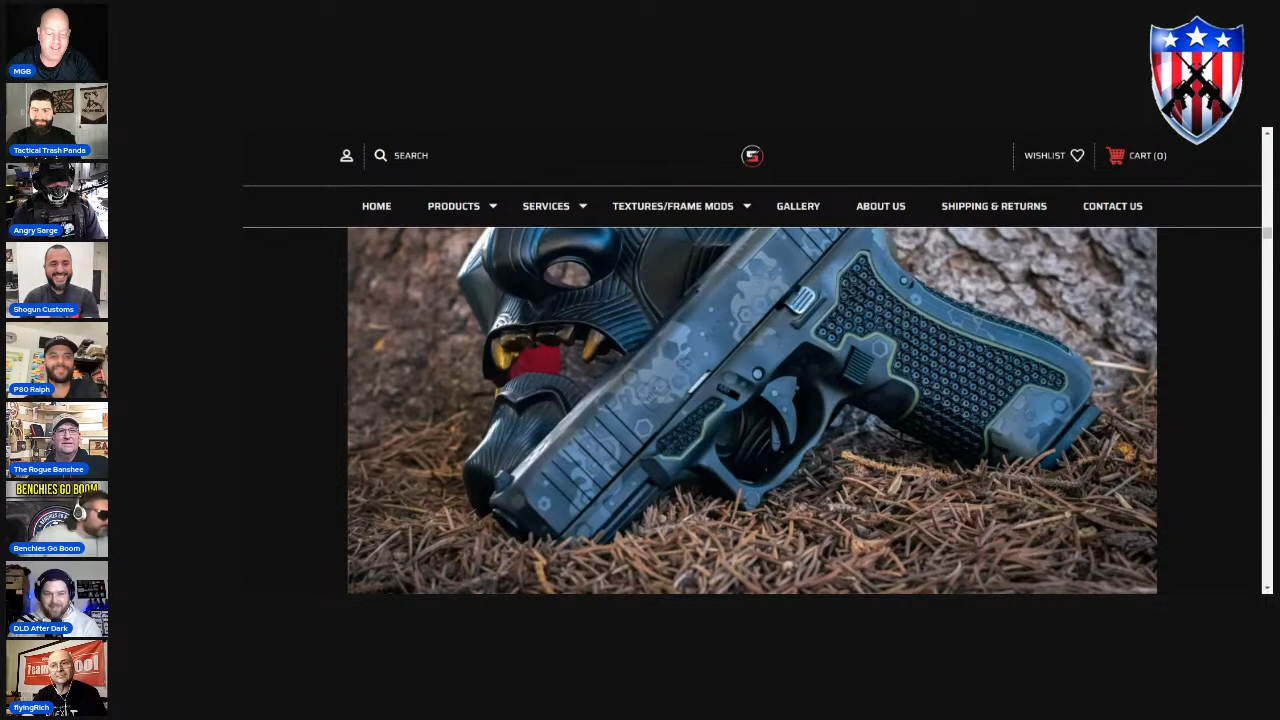 MGB
Tactical Trash Panda
Angry Sarge
Shogun Customs
PSO Ralph
The Rogue Banshee
BENCHIES GO BOOM
Benchies Go Boom
DLD After Dark
flyingRich
SEARCH
WISHLIST
CART (0)
HOME
PRODUCTS
SERVICES
TEXTURES/FRAME MODS
GALLERY
ABOUT US
SHIPPING & RETURNS
CONTACT US